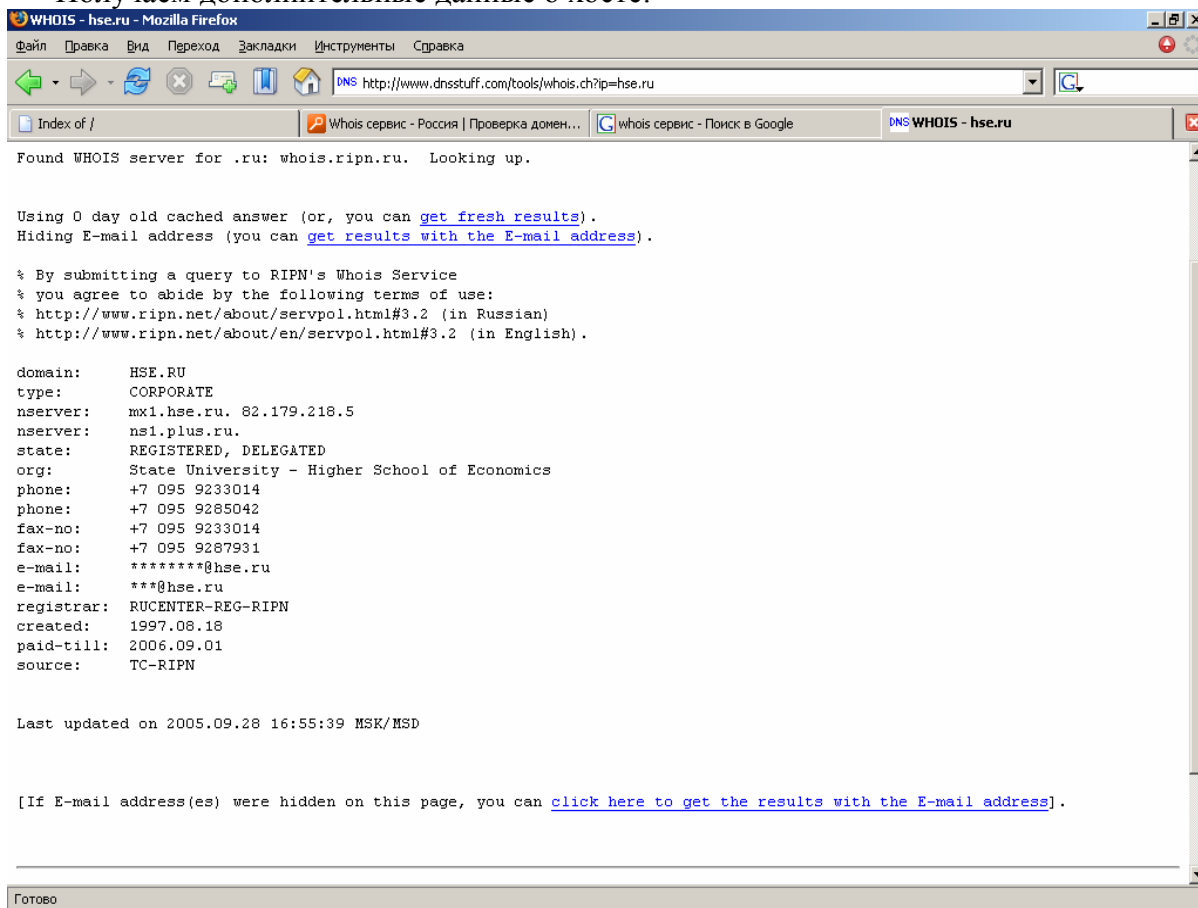 Получаем дополнительные данные о хосте:
WHOIS - hse.ru - Mozilla Firefox
Файл Правка Вид Переход Закладки Инструменты Справка
DNS http://www.dnsstuff.com/tools/whois.ch?ip=hse.ru G
Index of / Whois сервис - Россия | Проверка домен... G whois сервис - Поиск в Google DNS WHOIS - hse.ru
Found WHOIS server for .ru: whois.ripn.ru. Looking up.
Using 0 day old cached answer (or, you can get fresh results).
Hiding E-mail address (you can get results with the E-mail address).
% By submitting a query to RIPN's Whois Service
% you agree to abide by the following terms of use:
% http://www.ripn.net/about/servpol.html#3.2 (in Russian)
% http://www.ripn.net/about/en/servpol.html#3.2 (in English).
domain: HSE.RU
type: CORPORATE
nserver: mx1.hse.ru. 82.179.218.5
nserver: ns1.plus.ru.
state: REGISTERED, DELEGATED
org: State University - Higher School of Economics
phone: +7 095 9233014
phone: +7 095 9285042
fax-no: +7 095 9233014
fax-no: +7 095 9287931
e-mail: ********@hse.ru
e-mail: ***@hse.ru
registrar: RUCENTER-REG-RIPN
created: 1997.08.18
paid-till: 2006.09.01
source: TC-RIPN
Last updated on 2005.09.28 16:55:39 MSK/MSD
[If E-mail address(es) were hidden on this page, you can click here to get the results with the E-mail address].
Готово